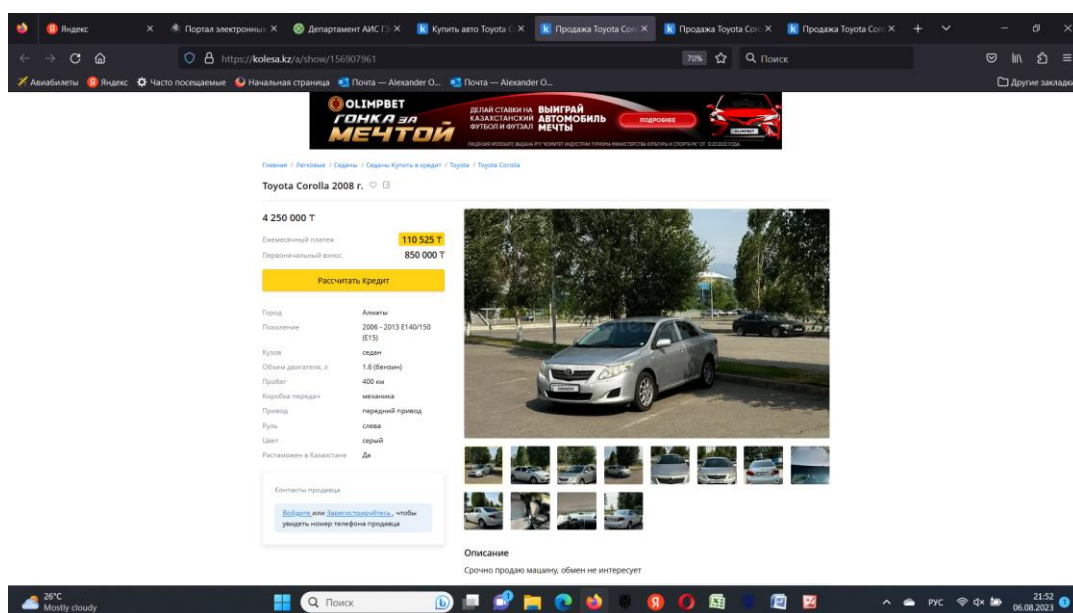 Яндекс
Портал электронных
Департамент АИС ГЗ
Купить авто Toyota C
Продажа Toyota Coro
Продажа Toyota Coro
Продажа Toyota Coro
https://kolesa.kz/a/show/156907961
70%
Поиск
Авиабилеты
Яндекс
Часто посещаемые
Начальная страница
Почта — Alexander O...
Почта — Alexander O...
Другие закладки
OLIMPBET
ГОНКА ЗА
МЕЧТОЙ
ДЕЛАЙ СТАВКИ НА
КАЗАХСТАНСКИЙ
ФУТБОЛ И ФУТЗАЛ
ВЫИГРАЙ
АВТОМОБИЛЬ
МЕЧТЫ
ПОДРОБНЕЕ
Главная / Легковые / Седаны / Седаны Купить в кредит / Toyota / Toyota Corolla
Toyota Corolla 2008 г.
4 250 000 ₸
Ежемесячный платеж 110 525 ₸
Первоначальный взнос 850 000 ₸
Рассчитать Кредит
Город Алматы
Поколение 2006 - 2013 E140/150
(E15)
Кузов седан
Объем двигателя, л 1.6 (бензин)
Пробег 400 км
Коробка передач механика
Привод передний привод
Руль слева
Цвет серый
Растаможен в Казахстане Да
Контакты продавца
Войдите или Зарегистрируйтесь, чтобы
увидеть номер телефона продавца
Описание
Срочно продаю машину, обмен не интересует
26°C
Mostly cloudy
Поиск
РУС
21:52
06.08.2023